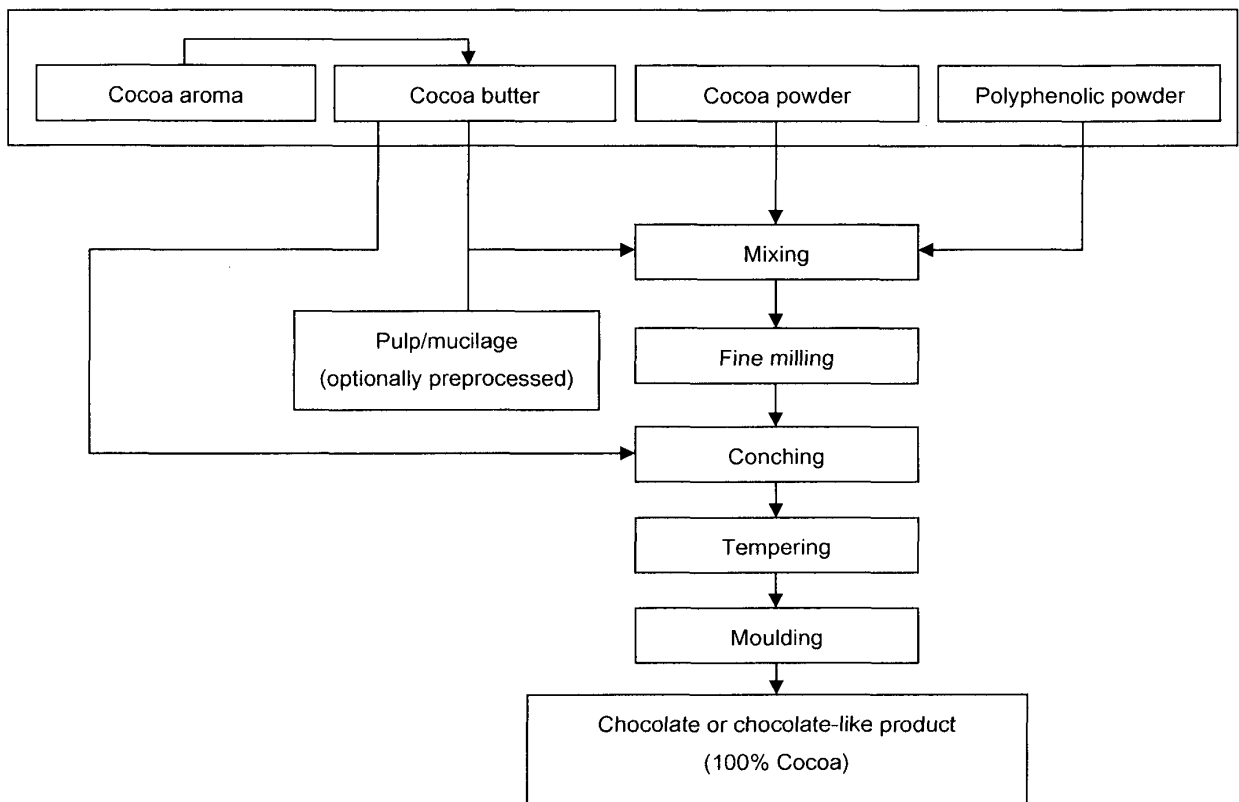 Cocoa aroma
Cocoa butter
Cocoa powder
Polyphenolic powder
Mixing
Pulp/mucilage
(optionally preprocessed)
Fine milling
Conching
Tempering
Moulding
Chocolate or chocolate-like product
(100% Cocoa)